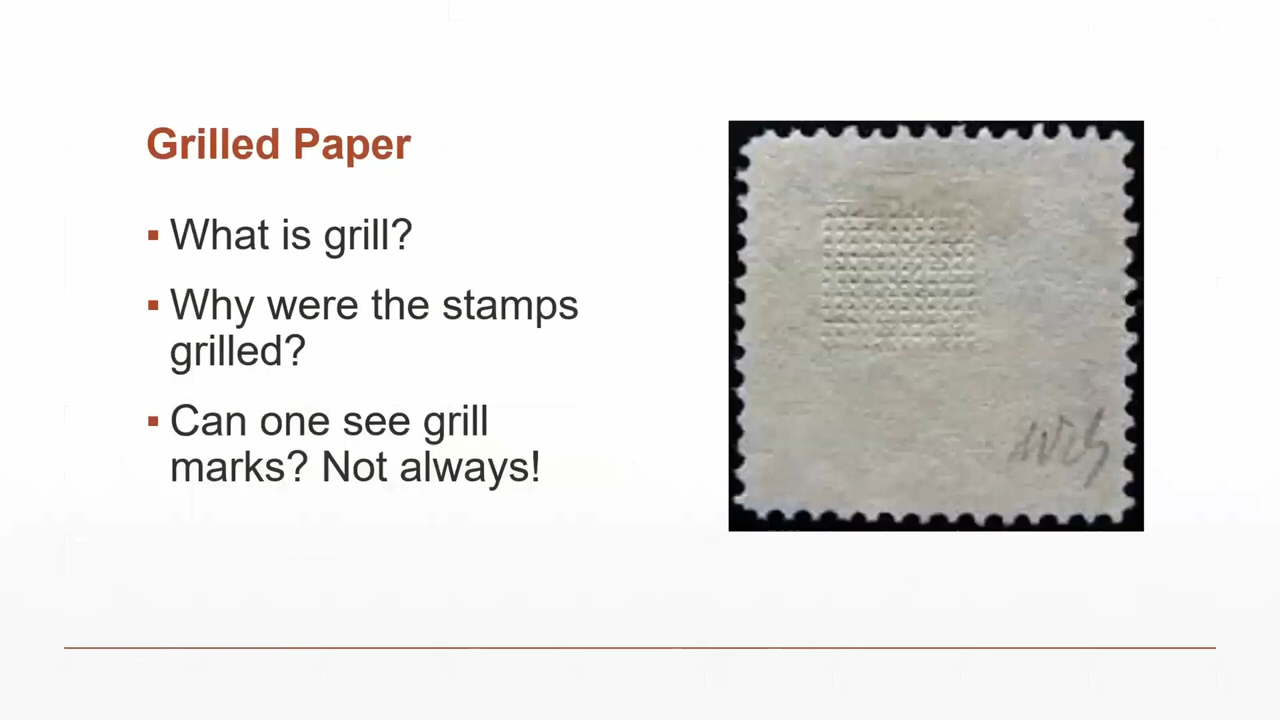 Grilled Paper
▪ What is grill?
▪ Why were the stamps
grilled?
▪ Can one see grill
marks? Not always!